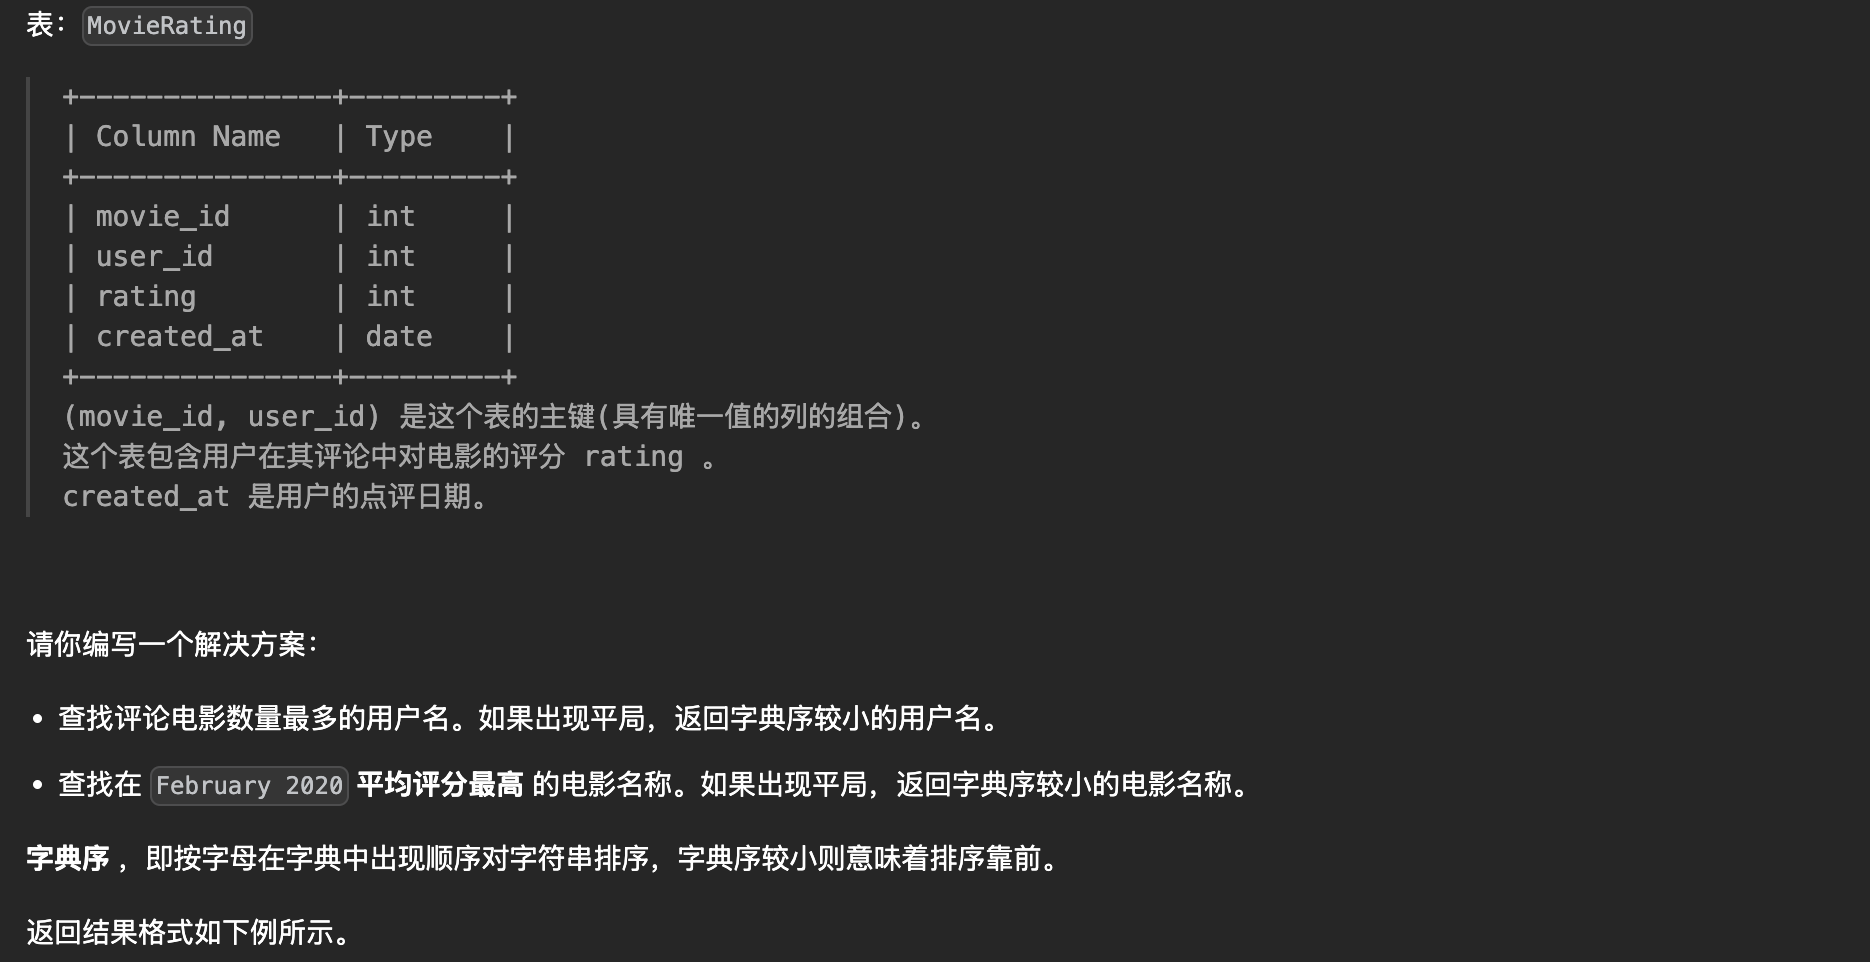 表： MovieRating
+---------------+---------+
| Column Name   | Type    |
+---------------+---------+
| movie_id      | int     |
| user_id       | int     |
| rating        | int     |
| created_at    | date    |
+---------------+---------+
(movie_id, user_id) 是这个表的主键(具有唯一值的列的组合)。
这个表包含用户在其评论中对电影的评分 rating 。
created_at 是用户的点评日期。
请你编写一个解决方案：
• 查找评论电影数量最多的用户名。如果出现平局，返回字典序较小的用户名。
• 查找在 February 2020 平均评分最高 的电影名称。如果出现平局，返回字典序较小的电影名称。
字典序 ，即按字母在字典中出现顺序对字符串排序，字典序较小则意味着排序靠前。
返回结果格式如下例所示。